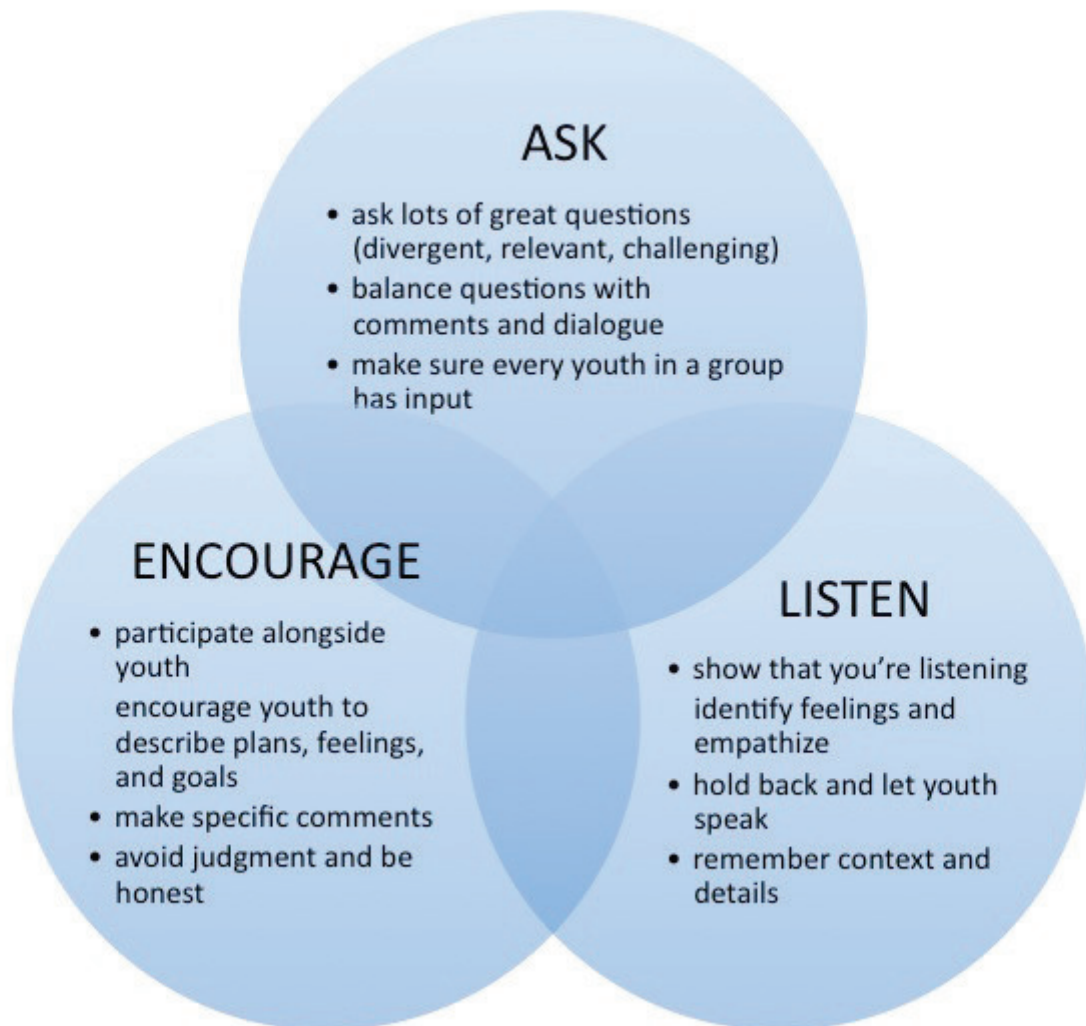 ASK
• ask lots of great questions
(divergent, relevant, challenging)
• balance questions with
comments and dialogue
• make sure every youth in a group
has input
ENCOURAGE
• participate alongside
youth
encourage youth to
describe plans, feelings,
and goals
• make specific comments
• avoid judgment and be
honest
LISTEN
• show that you’re listening
identify feelings and
empathize
• hold back and let youth
speak
• remember context and
details